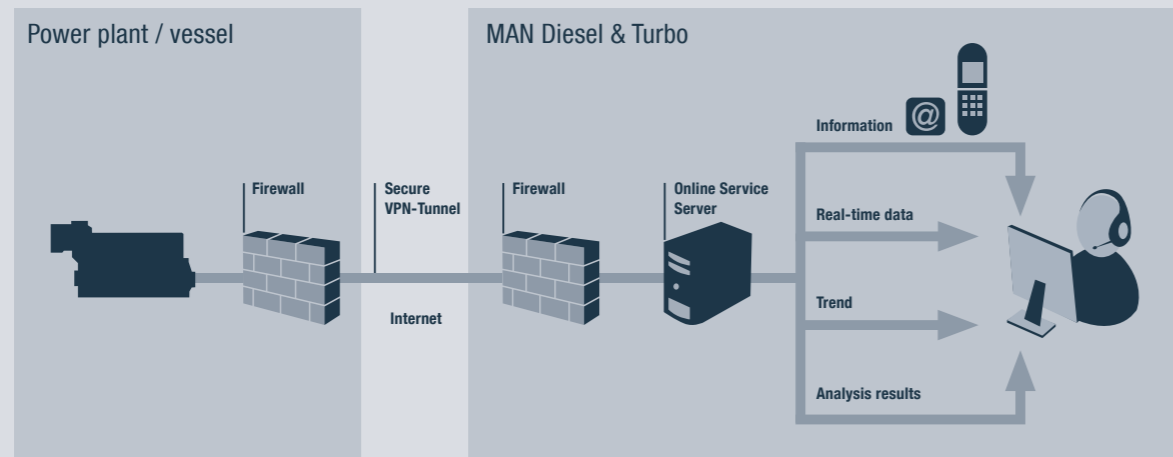 Power plant / vessel
MAN Diesel & Turbo
Information
@
Firewall
Secure
VPN-Tunnel
Firewall
Online Service
Server
Real-time data
Internet
Trend
Analysis results